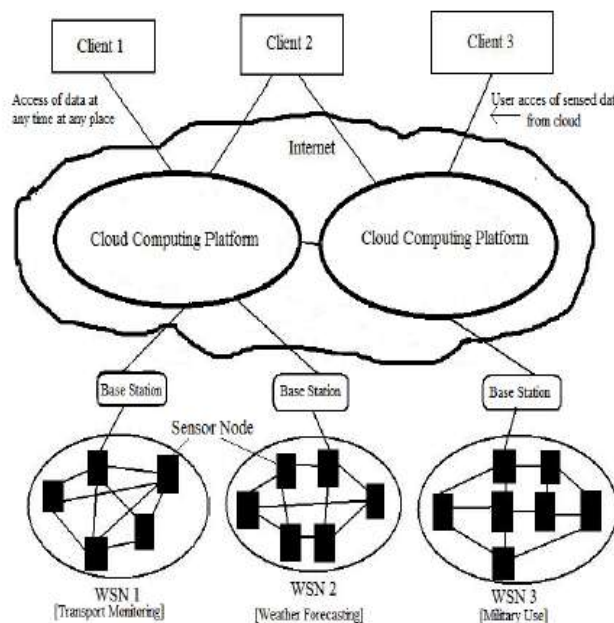 Client 1
Client 2
Client 3
Access of data at
any time at any place
User acces of sensed dat
from cloud
Internet
Cloud Computing Platform
Cloud Computing Platform
Base Station
Base Station
Base Station
Sensor Node
WSN 1
[Transport Monitoring]
WSN 2
[Weather Forecasting]
WSN 3
[Military Use]